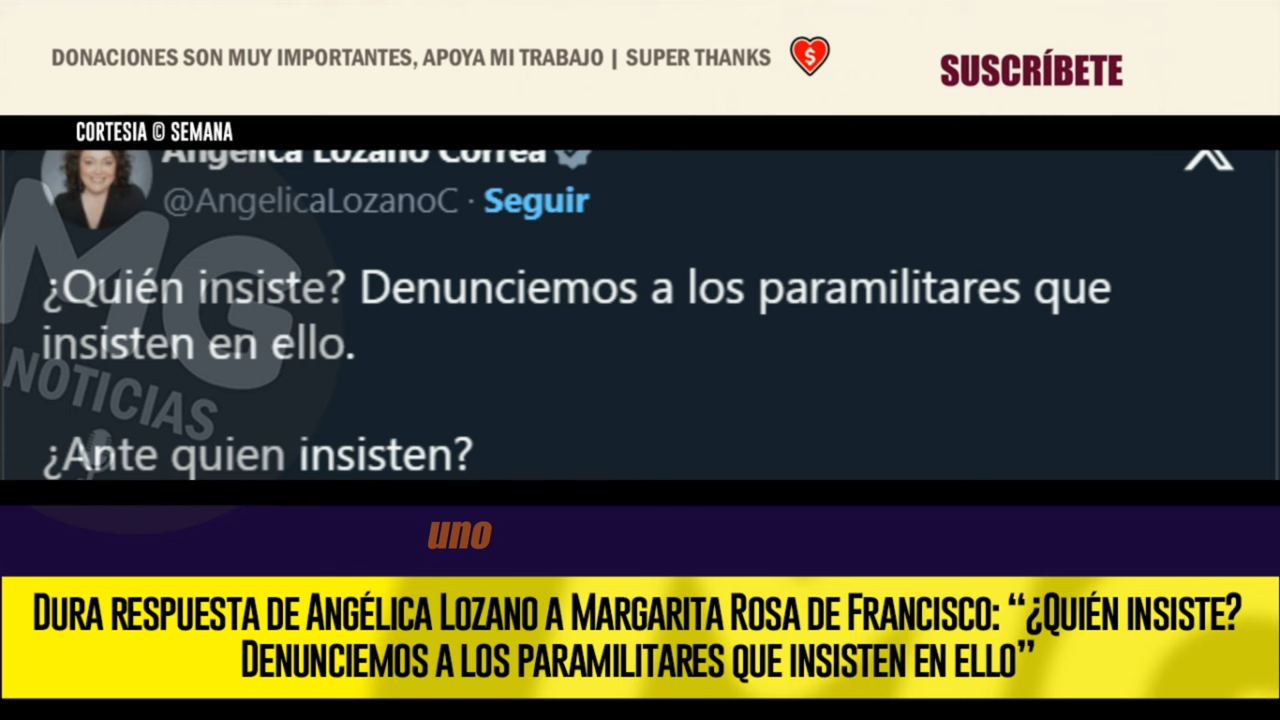 DONACIONES SON MUY IMPORTANTES, APOYA MI TRABAJO | SUPER THANKS
SUSCRÍBETE
CORTESIA © SEMANA
Angélica Lozano Correa
@AngelicaLozanoC · Seguir
¿Quién insiste? Denunciemos a los paramilitares que
insisten en ello.
¿Ante quien insisten?
MG
NOTICIAS
uno
DURA RESPUESTA DE ANGÉLICA LOZANO A MARGARITA ROSA DE FRANCISCO: “¿QUIÉN INSISTE?
DENUNCIEMOS A LOS PARAMILITARES QUE INSISTEN EN ELLO”